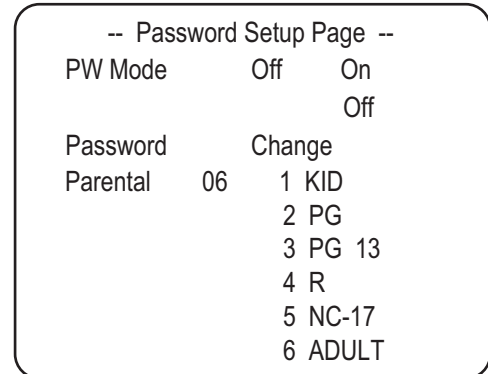 -- Password Setup Page --
PW Mode Off On
Off
Password Change
Parental 06 1 KID
2 PG
3 PG 13
4 R
5 NC-17
6 ADULT